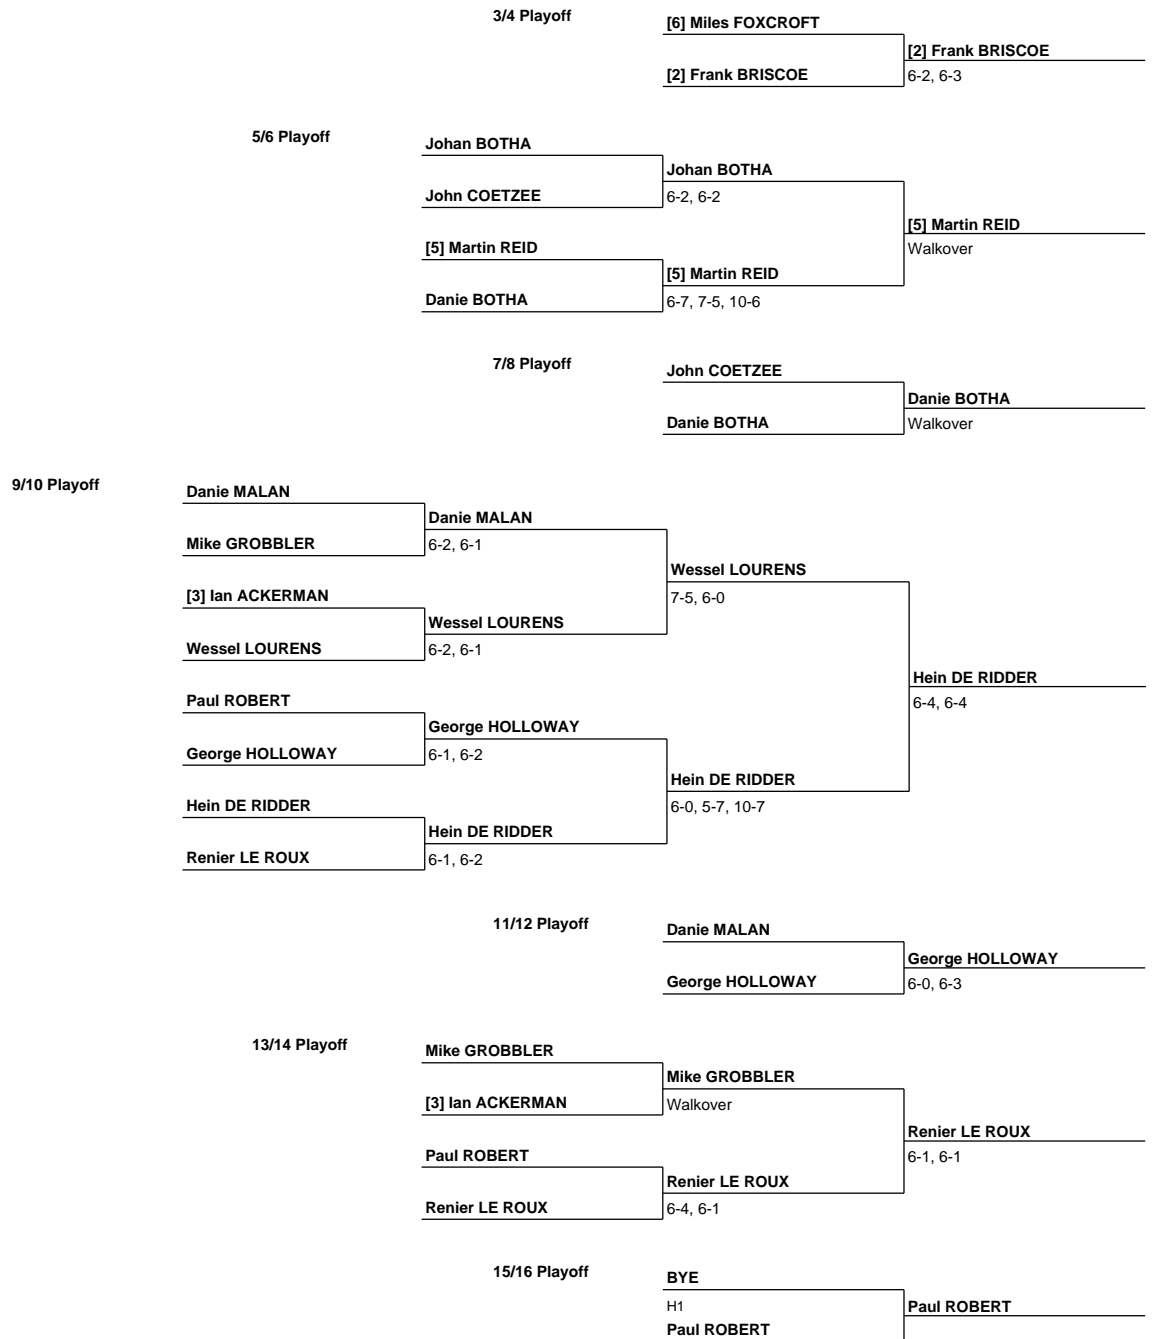 3/4 Playoff
[6] Miles FOXCROFT
[2] Frank BRISCOE
[2] Frank BRISCOE
6-2, 6-3
5/6 Playoff
Johan BOTHA
Johan BOTHA
John COETZEE
6-2, 6-2
[5] Martin REID
[5] Martin REID
Walkover
[5] Martin REID
Danie BOTHA
6-7, 7-5, 10-6
7/8 Playoff
John COETZEE
Danie BOTHA
Danie BOTHA
Walkover
9/10 Playoff
Danie MALAN
Danie MALAN
Mike GROBBLER
6-2, 6-1
Wessel LOURENS
[3] Ian ACKERMAN
7-5, 6-0
Wessel LOURENS
Wessel LOURENS
6-2, 6-1
Hein DE RIDDER
Paul ROBERT
6-4, 6-4
George HOLLOWAY
George HOLLOWAY
6-1, 6-2
Hein DE RIDDER
Hein DE RIDDER
6-0, 5-7, 10-7
Hein DE RIDDER
Renier LE ROUX
6-1, 6-2
11/12 Playoff
Danie MALAN
George HOLLOWAY
George HOLLOWAY
6-0, 6-3
13/14 Playoff
Mike GROBBLER
Mike GROBBLER
[3] Ian ACKERMAN
Walkover
Renier LE ROUX
Paul ROBERT
6-1, 6-1
Renier LE ROUX
Renier LE ROUX
6-4, 6-1
15/16 Playoff
BYE
H1
Paul ROBERT
Paul ROBERT